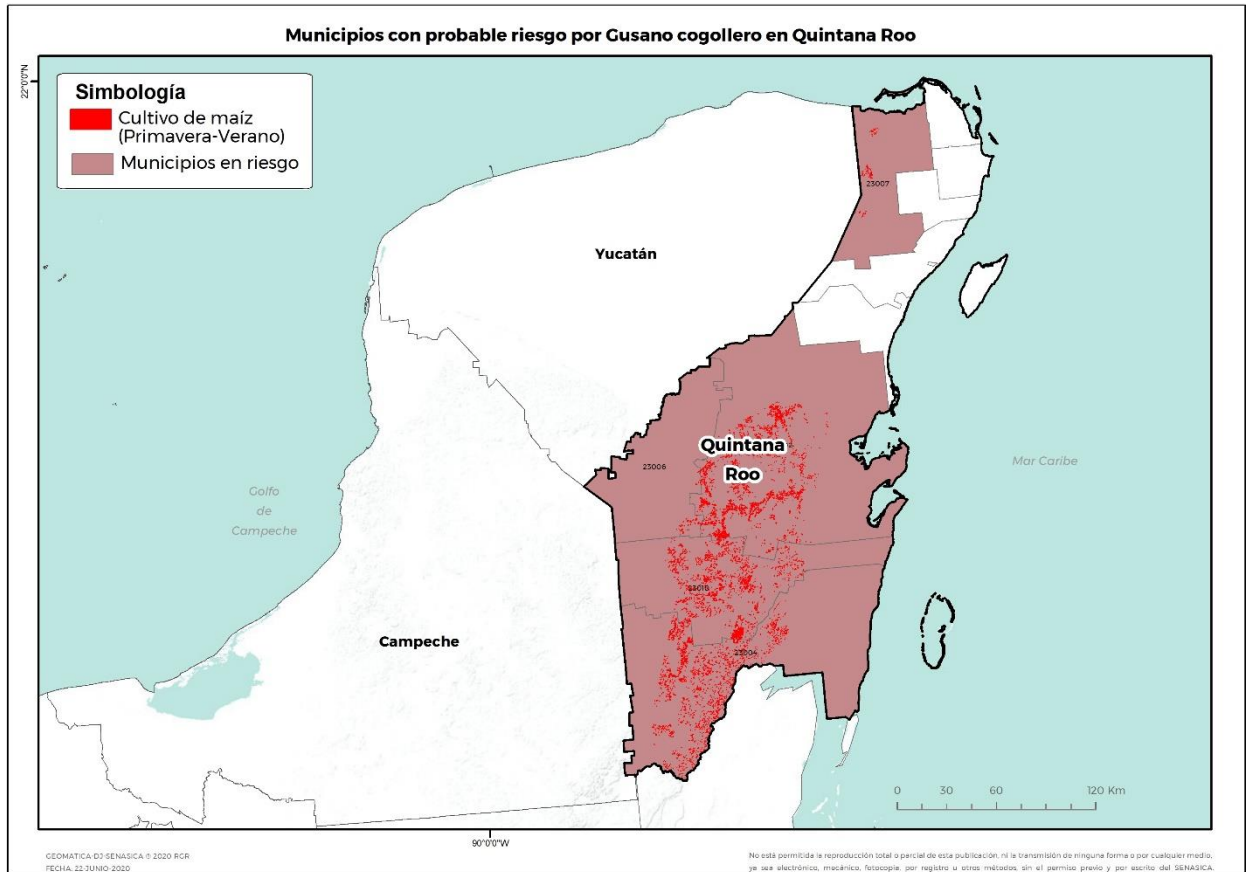 Municipios con probable riesgo por Gusano cogollero en Quintana Roo
22°0'0"N
Simbología
Cultivo de maíz
(Primavera-Verano)
Municipios en riesgo
23007
Yucatán
Quintana
Roo
23006
Mar Caribe
Golfo
de
Campeche
23010
Campeche
23004
0 30 60 120 Km
90°0'0"W
GEOMATICA-DJ-SENASICA © 2020 RGR
FECHA: 22-JUNIO-2020
No está permitida la reproducción total o parcial de esta publicación, ni la transmisión de ninguna forma o por cualquier medio,
ya sea electrónico, mecánico, fotocopia, por registro u otros métodos, sin el permiso previo y por escrito del SENASICA.